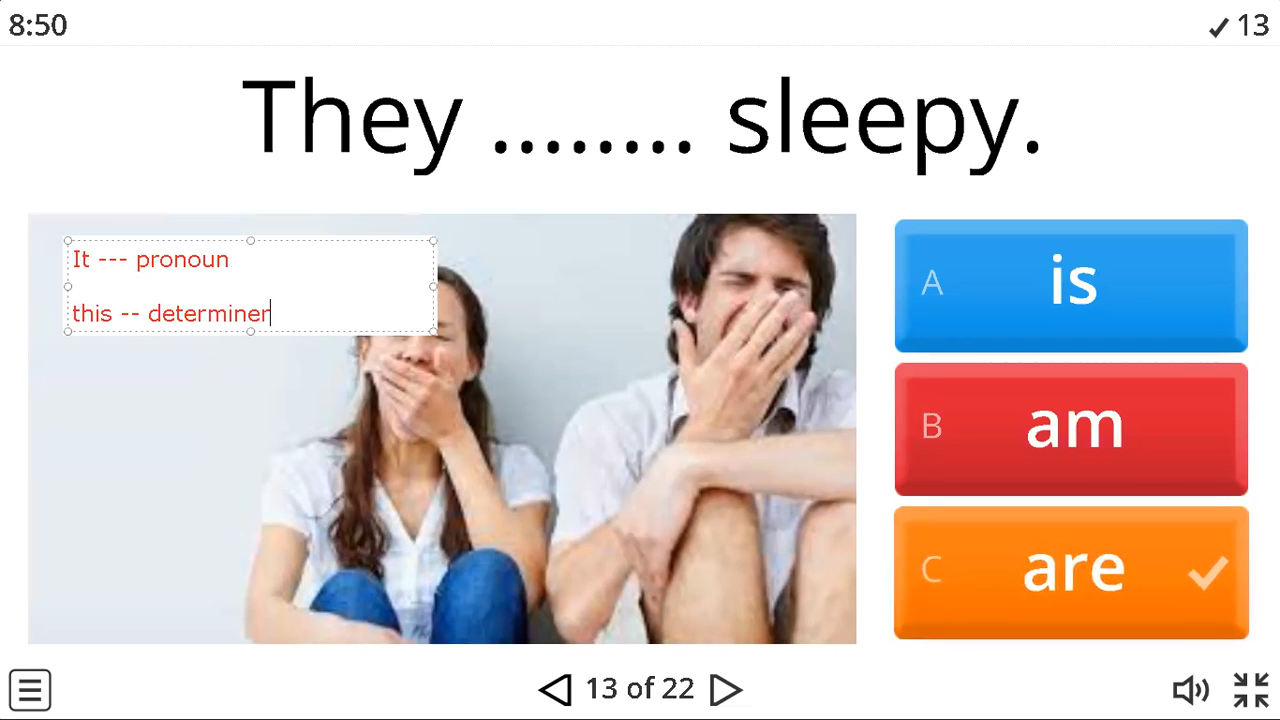 8:50
✓ 13
They ........ sleepy.
It --- pronoun
this -- determiner
A is
B am
C are
13 of 22